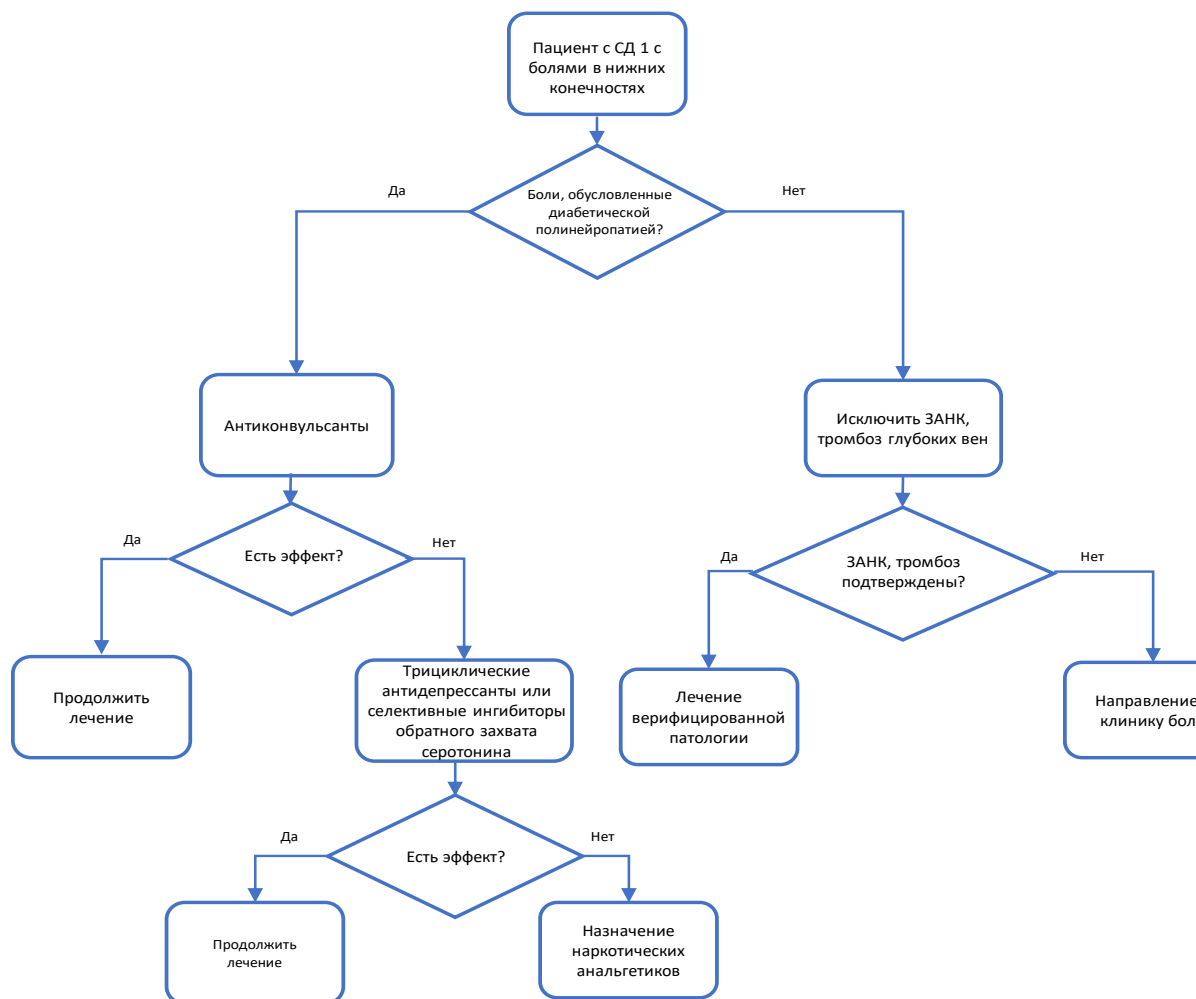 Пациент с СД 1 с
болями в нижних
конечностях
Да
Нет
Боли, обусловленные
диабетической
полинейропатией?
Антиконвульсанты
Исключить ЗАНК,
тромбоз глубоких вен
Да
Нет
Есть эффект?
Да
Нет
ЗАНК, тромбоз
подтверждены?
Продолжить
лечение
Трициклические
антидепрессанты или
селективные ингибиторы
обратного захвата
серотонина
Лечение
верифицированной
патологии
Направление
клинику
Да
Нет
Есть эффект?
Продолжить
лечение
Назначение
наркотических
анальгетиков